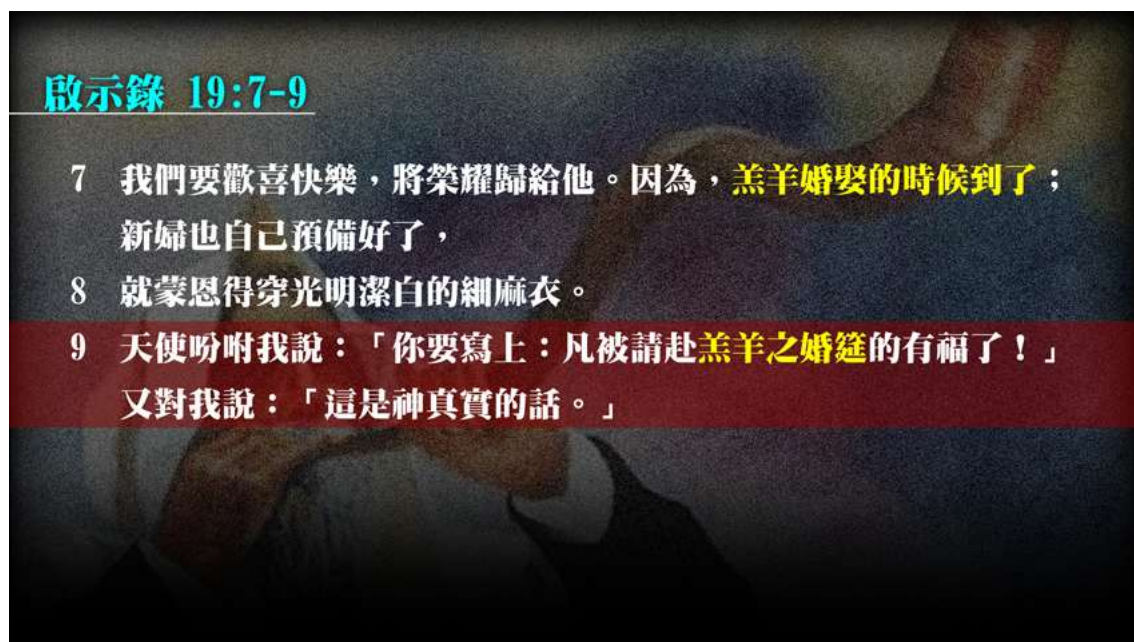 啟示錄 19:7-9
7 我們要歡喜快樂，將榮耀歸給他。因為，羔羊婚娶的時候到了；
新婦也自己預備好了，
8 就蒙恩得穿光明潔白的細麻衣。
9 天使吩咐我說：「你要寫上：凡被請赴羔羊之婚筵的有福了！」
又對我說：「這是神真實的話。」